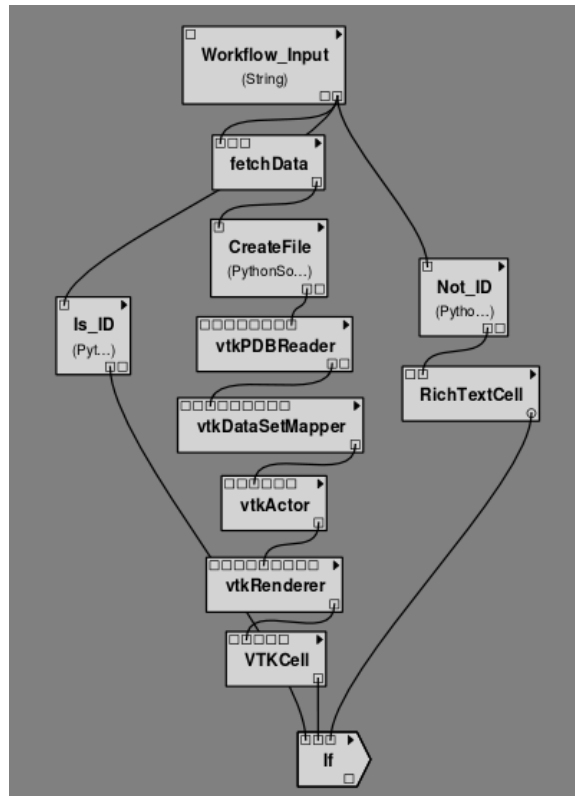 Workflow_Input
(String)
fetchData
CreateFile
(PythonSo...)
Not_ID
(Pytho...)
Is_ID
(Pyt...)
vtkPDBReader
RichTextCell
vtkDataSetMapper
vtkActor
vtkRenderer
VTKCell
If